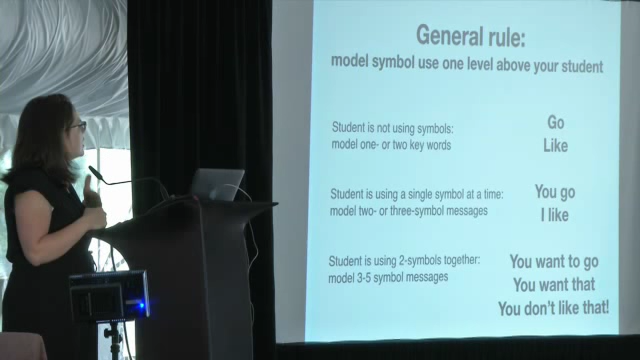 General rule:
model symbol use one level above your student
Student is not using symbols:
model one- or two key words
Go
Like
Student is using a single symbol at a time:
model two- or three-symbol messages
You go
I like
Student is using 2-symbols together:
model 3-5 symbol messages
You want to go
You want that
You don't like that!